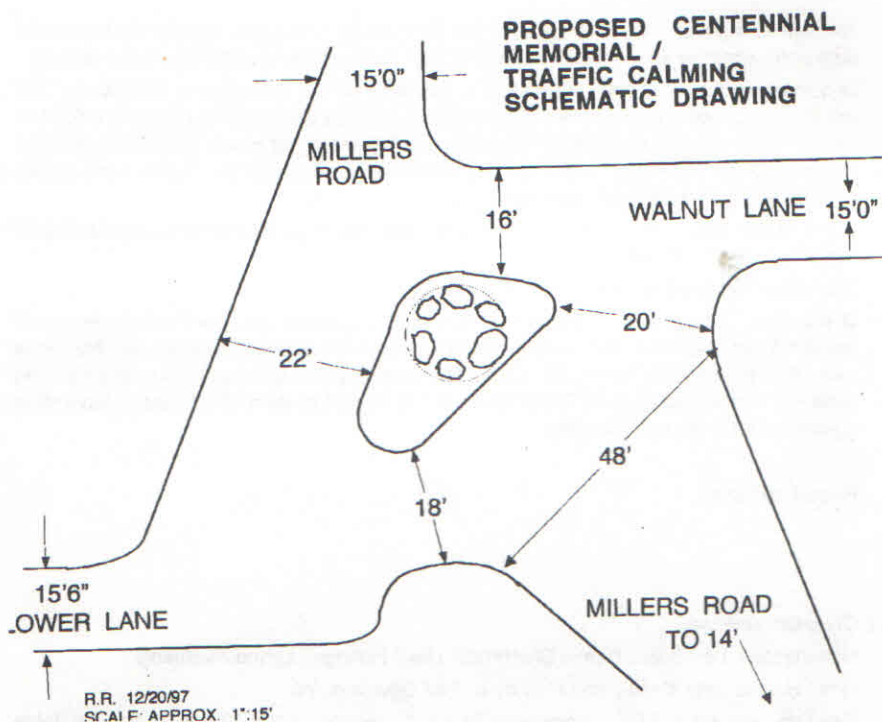 PROPOSED CENTENNIAL
MEMORIAL /
TRAFFIC CALMING
SCHEMATIC DRAWING
15'0"
MILLERS
ROAD
16'
WALNUT LANE 15'0"
20'
22'
48'
18'
15'6"
LOWER LANE
MILLERS ROAD
TO 14'
R.R. 12/20/97
SCALE: APPROX. 1":15'